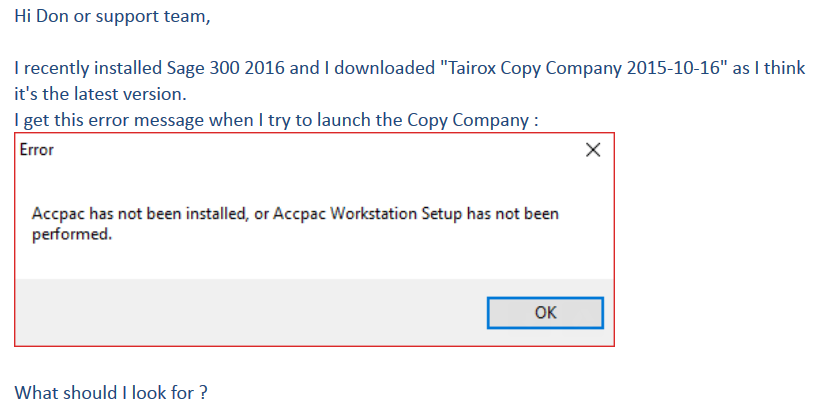 Hi Don or support team,
I recently installed Sage 300 2016 and I downloaded "Tairox Copy Company 2015-10-16" as I think
it's the latest version.
I get this error message when I try to launch the Copy Company :
Error
Accpac has not been installed, or Accpac Workstation Setup has not been
performed.
OK
What should I look for ?